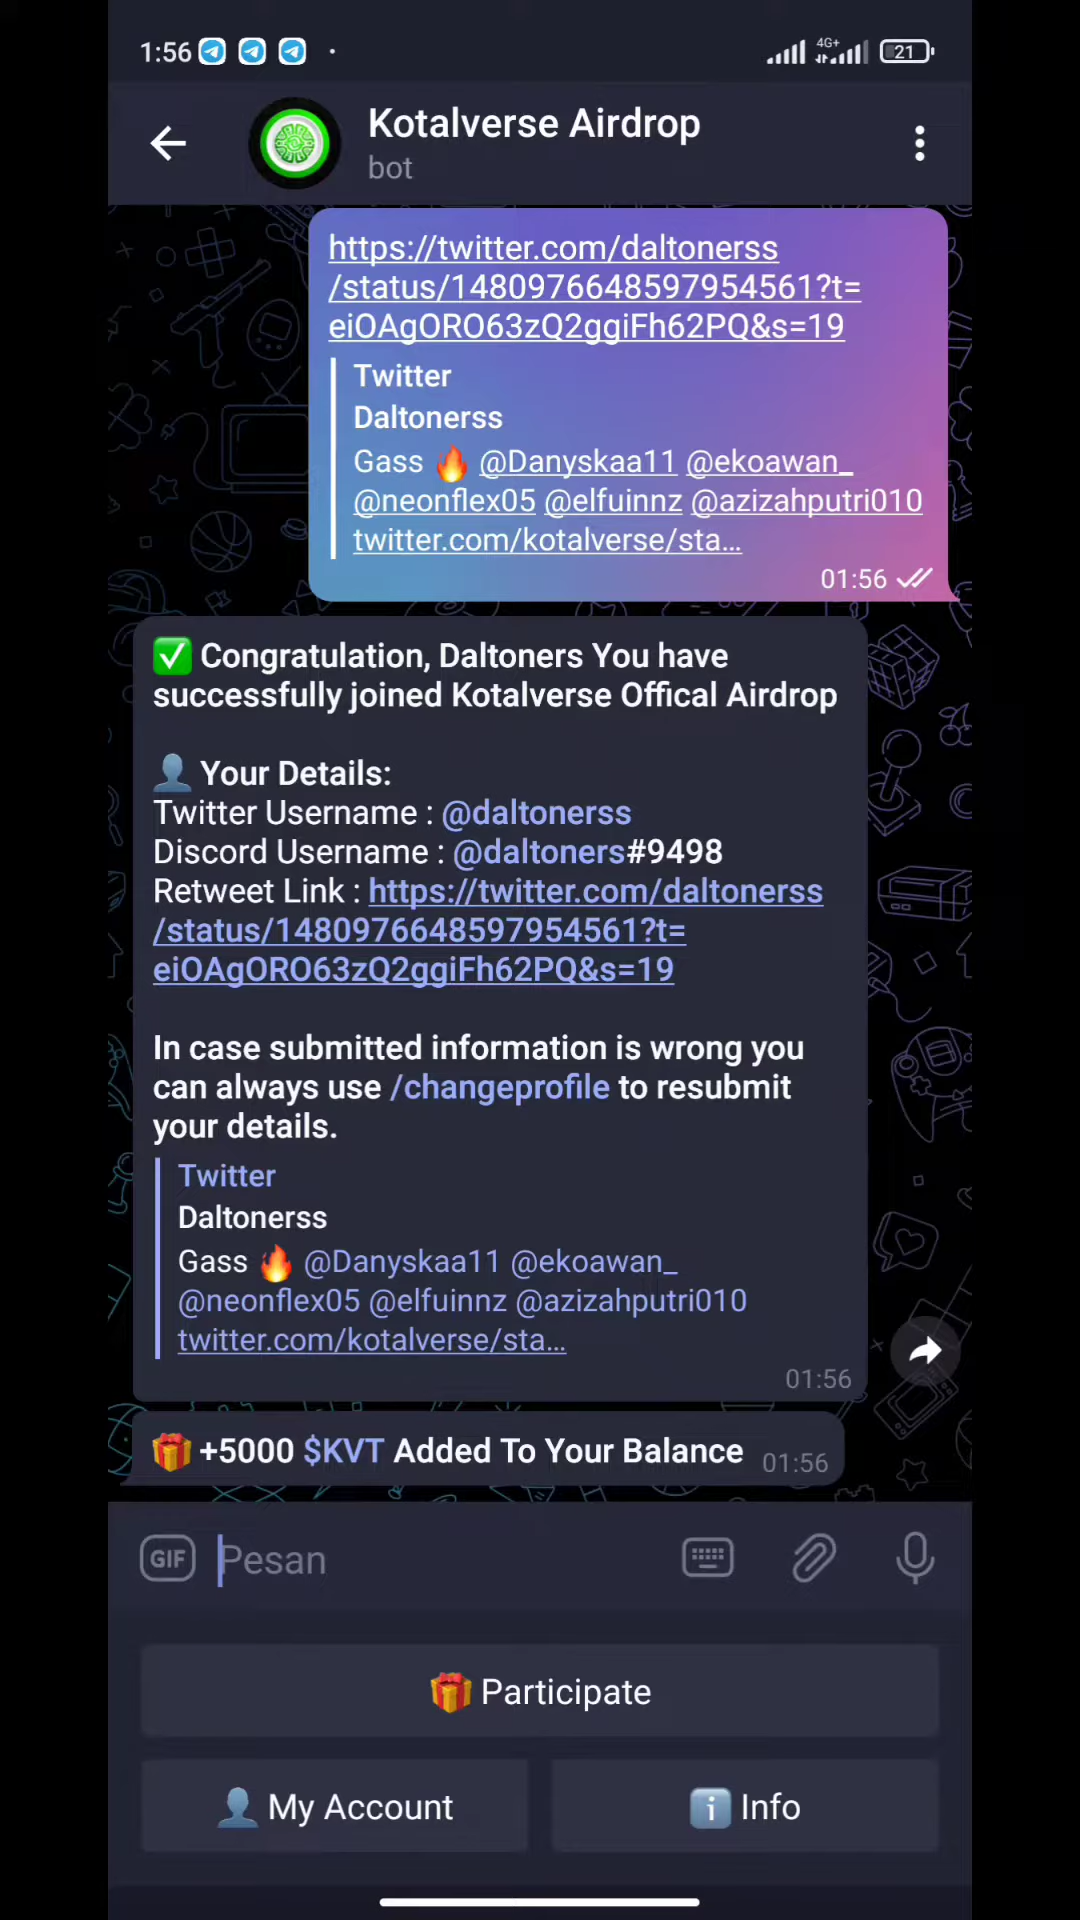 1:56
4G+
21
Kotalverse Airdrop
bot
https://twitter.com/daltonerss
/status/1480976648597954561?t=
eiOAgORO63zQ2ggiFh62PQ&s=19
Twitter
Daltonerss
Gass 🔥 @Danyskaa11 @ekoawan_
@neonflex05 @elfuinnz @azizahputri010
twitter.com/kotalverse/sta...
01:56
✅ Congratulation, Daltoners You have
successfully joined Kotalverse Offical Airdrop
👤 Your Details:
Twitter Username : @daltonerss
Discord Username : @daltoners#9498
Retweet Link : https://twitter.com/daltonerss
/status/1480976648597954561?t=
eiOAgORO63zQ2ggiFh62PQ&s=19
In case submitted information is wrong you
can always use /changeprofile to resubmit
your details.
Twitter
Daltonerss
Gass 🔥 @Danyskaa11 @ekoawan_
@neonflex05 @elfuinnz @azizahputri010
twitter.com/kotalverse/sta...
01:56
🎁 +5000 $KVT Added To Your Balance 01:56
GIF Pesan
🎁 Participate
👤 My Account
ℹ️ Info